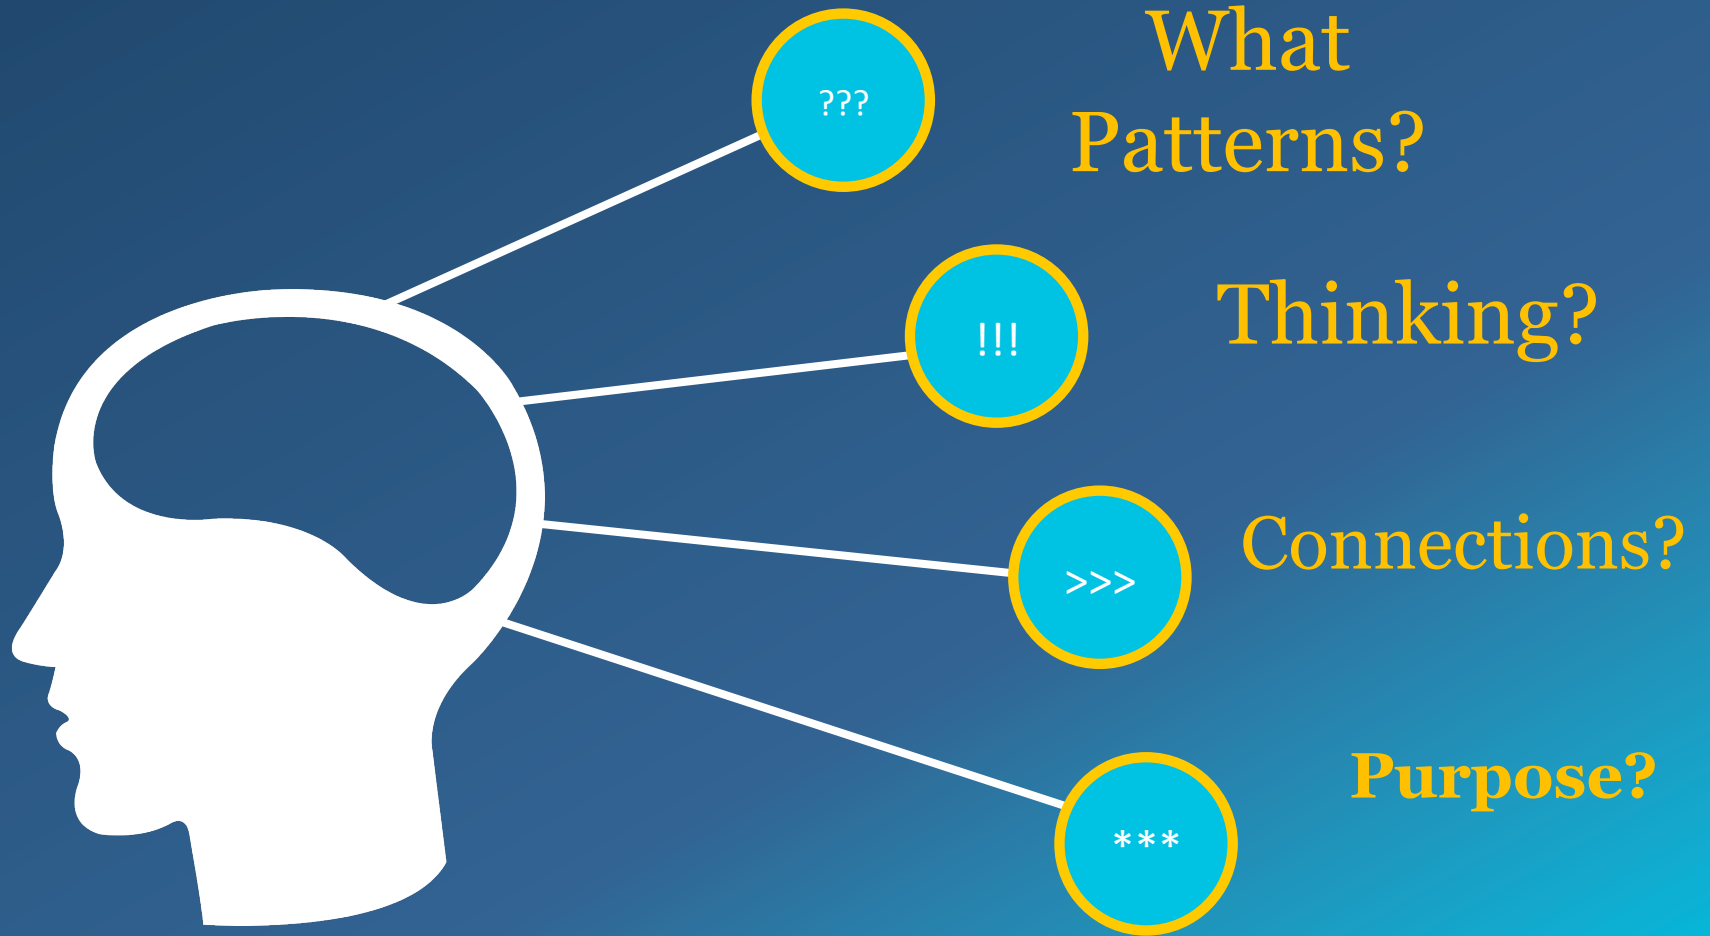 What
Patterns?
???
Thinking?
!!!
Connections?
>>>
Purpose?
***